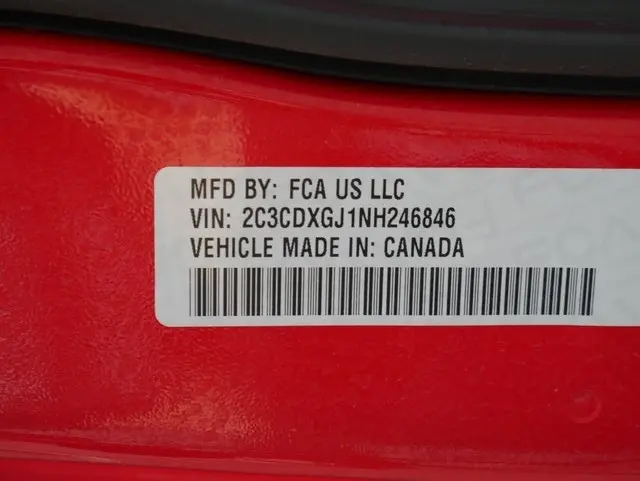 MFD BY: FCA US LLC
VIN: 2C3CDXGJ1NH246846
VEHICLE MADE IN: CANADA